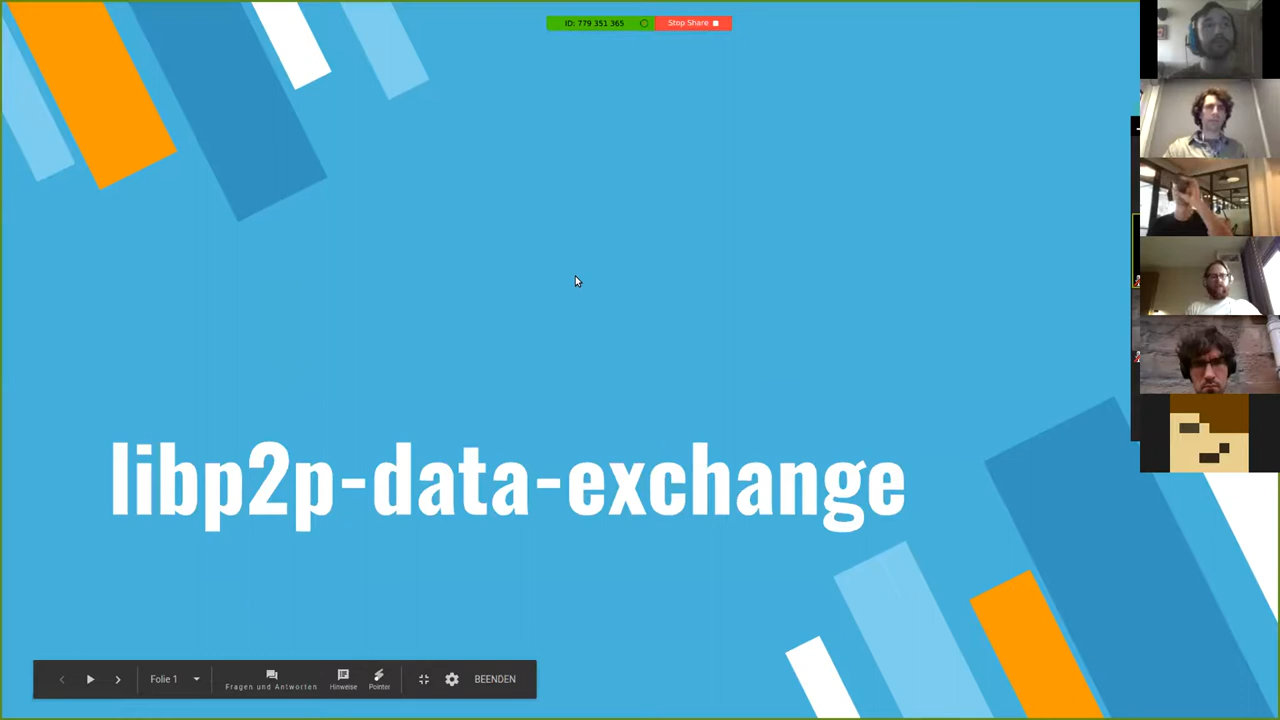 ID: 779 351 365
Stop Share
libp2p-data-exchange
Folie 1
Fragen und Antworten
Hinweise
Pointer
BEENDEN